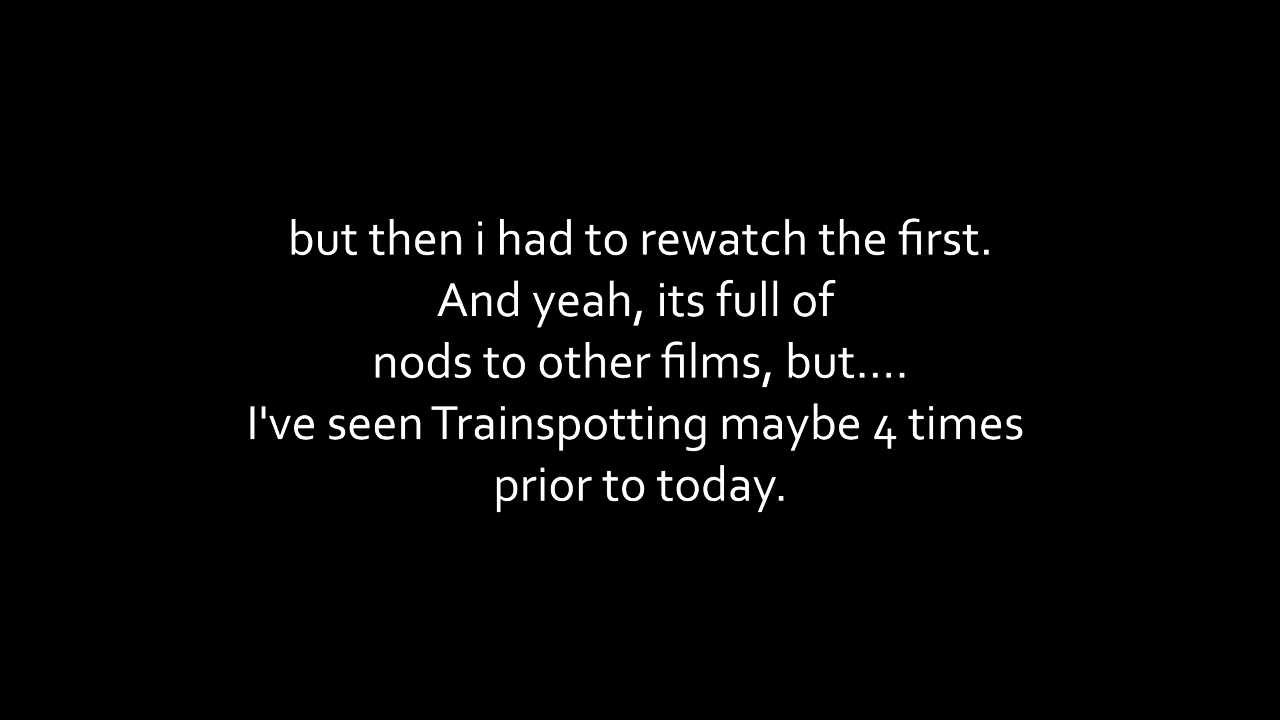 but then i had to rewatch the first.
And yeah, its full of
nods to other films, but....
I've seen Trainspotting maybe 4 times
prior to today.